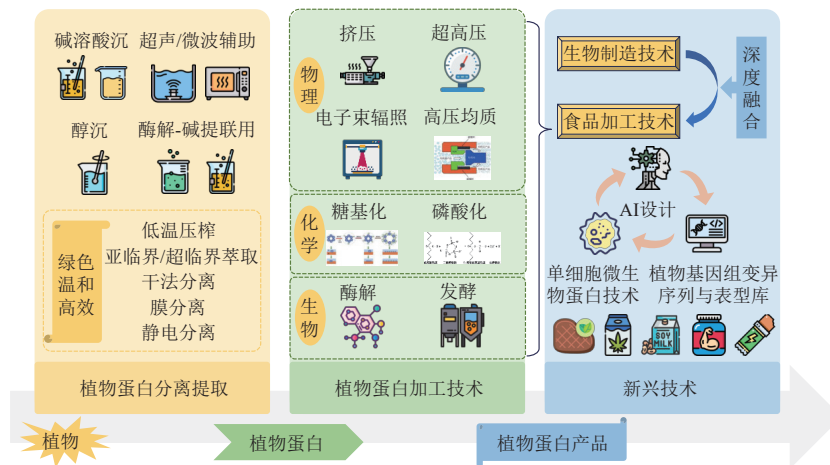 碱溶酸沉
超声/微波辅助
醇沉
酶解-碱提联用
绿色
温和
高效
低温压榨
亚临界/超临界萃取
干法分离
膜分离
静电分离
植物蛋白分离提取
物理
挤压
超高压
电子束辐照
高压均质
化学
糖基化
磷酸化
生物
酶解
发酵
植物蛋白加工技术
生物制造技术
食品加工技术
深度融合
AI设计
单细胞微生
物蛋白技术
植物基因组变异
序列与表型库
SOY
MILK
新兴技术
植物
植物蛋白
植物蛋白产品